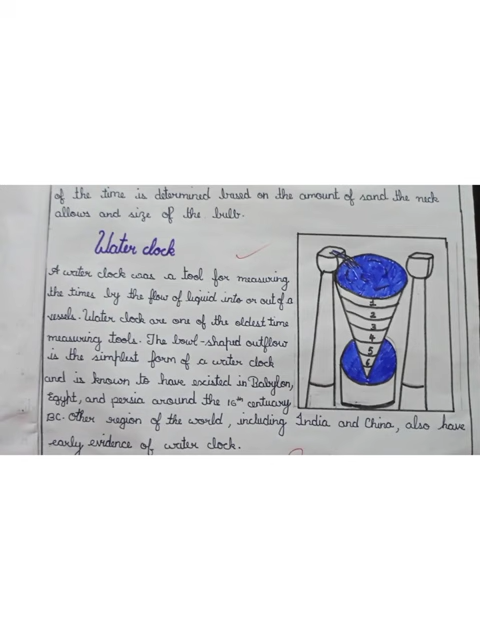 of the time is determined based on the amount of sand the neck
allows and size of the bulb.
Water clock
A water clock was a tool for measuring
the times by the flow of liquid into or out of a
vessels. Water clock are one of the oldest time
measuring tools. The bowl-shaped outflow
is the simplest form of a water clock
and is known to have existed in Babylon,
Egyht, and persia around the 16th centuary
BC. Other region of the world, including India and China, also have
early evidence of water clock.
1
2
3
4
5
6